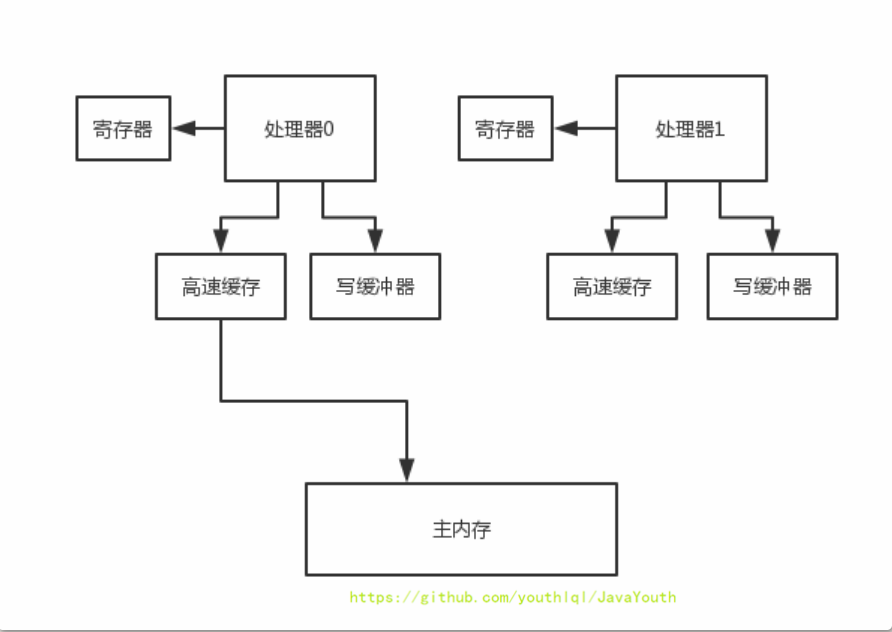 寄存器
处理器0
寄存器
处理器1
高速缓存
写缓冲器
高速缓存
写缓冲器
主内存
https://github.com/youthlql/JavaYouth